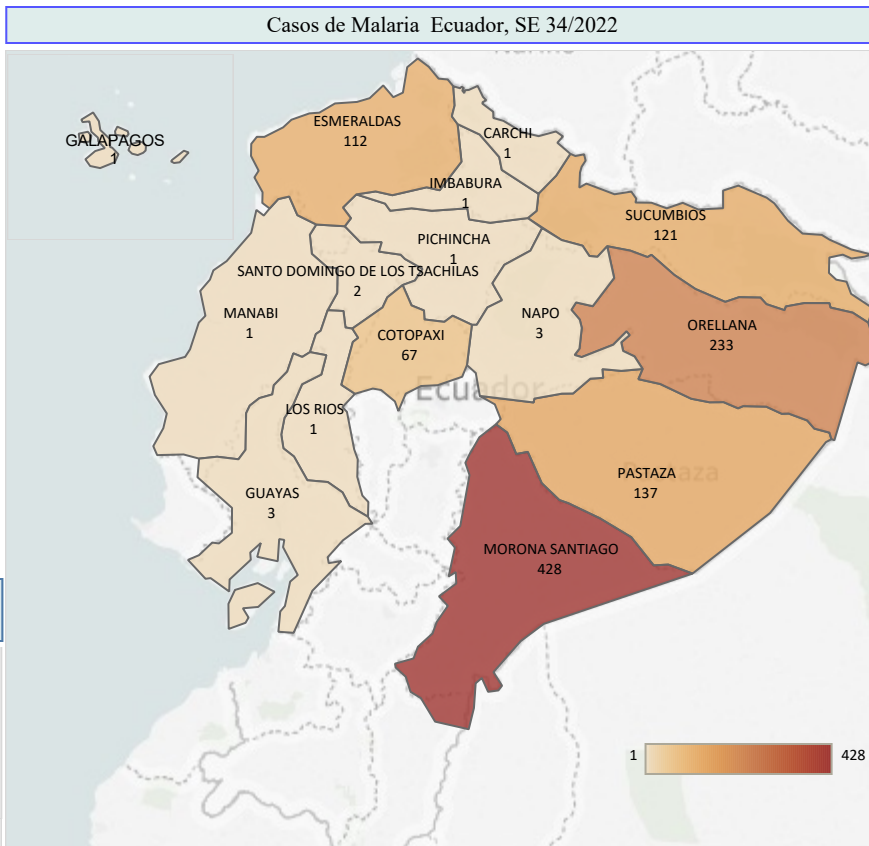 Casos de Malaria Ecuador, SE 34/2022
ESMERALDAS
112
CARCHI
1
GALAPAGOS
1
IMBABURA
1
SUCUMBIOS
121
PICHINCHA
1
SANTO DOMINGO DE LOS TSACHILAS
2
MANABI
1
NAPO
3
ORELLANA
233
COTOPAXI
67
Ecuador
LOS RIOS
1
PASTAZA
137
GUAYAS
3
MORONA SANTIAGO
428
1
428